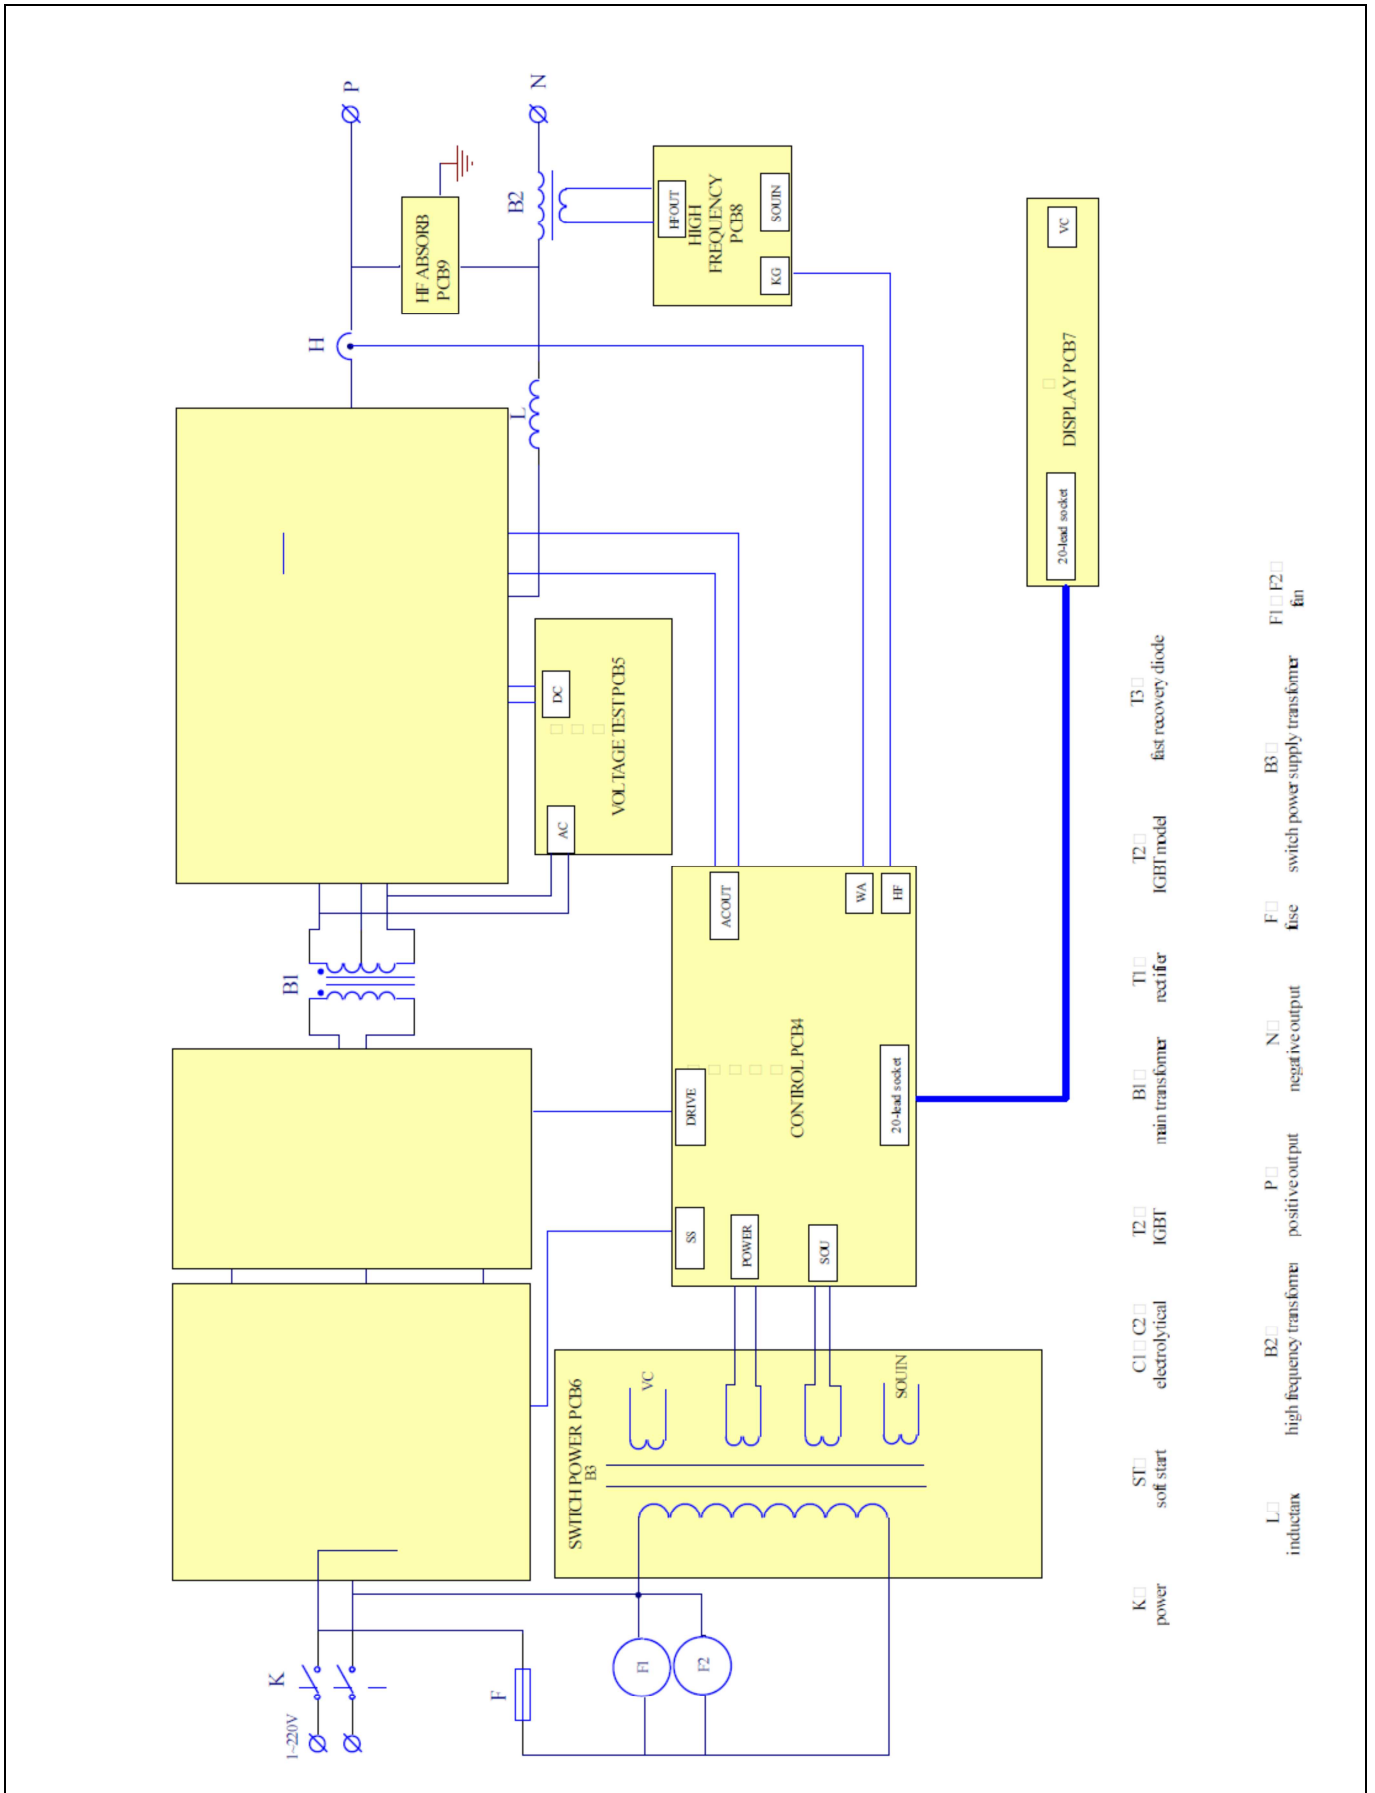 1~220V
K
F
F1
F2
SWITCH POWER PCB6
B3
VC
SOUIN
SS
POWER
SOU
DRIVE
CONTROL PCB4
20-lead socket
ACOUT
WA
HF
B1
AC
DC
VOLTAGE TEST PCB5
L
H
HF ABSORB
PCB9
P
N
B2
HFOUT
HIGH
FREQUENCY
PCB8
KG
SOUIN
20-lead socket
DISPLAY PCB7
VC
K□ ST□ C1□C2□ T2□ B1□ T1□ T2□ T3□
power soft start electrolytical IGBT main transformer rectifier IGBT model fast recovery diode
L□ B2□ P□ N□ F□ B3□ F1□F2□
inductanc high frequency transformer positive output negative output fuse switch power supply transformer fan